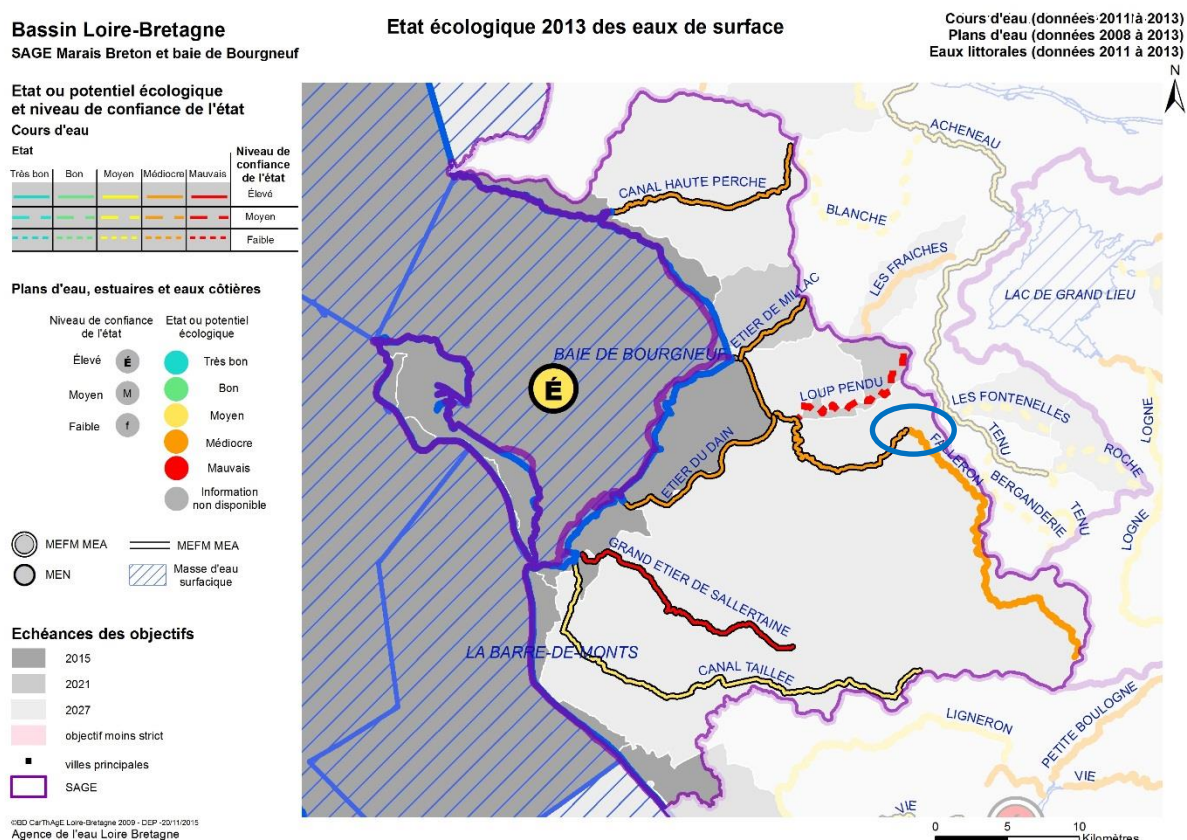 Bassin Loire-Bretagne
SAGE Marais Breton et baie de Bourgneuf
Etat écologique 2013 des eaux de surface
Cours d'eau (données 2011 à 2013)
Plans d'eau (données 2008 à 2013)
Eaux littorales (données 2011 à 2013)
N
Etat ou potentiel écologique
et niveau de confiance de l'état
Cours d'eau
Etat
Niveau de
confiance
de l'état
Très bon
Bon
Moyen
Médiocre
Mauvais
Élevé
Moyen
Faible
Plans d'eau, estuaires et eaux côtières
Niveau de confiance
de l'état
Etat ou potentiel
écologique
Élevé
É
Très bon
Bon
Moyen
M
Moyen
Faible
f
Médiocre
Mauvais
Information
non disponible
MEFM MEA
MEFM MEA
MEN
Masse d'eau
surfacique
Echéances des objectifs
2015
2021
2027
objectif moins strict
villes principales
SAGE
©BD CarThAgE Loire-Bretagne 2009 - DEP -20/11/2015
Agence de l'eau Loire Bretagne
ACHENEAU
CANAL HAUTE PERCHE
BLANCHE
LES FRAICHES
LAC DE GRAND LIEU
ETIER DE MILLAC
BAIE DE BOURGNEUF
É
LOUP PENDU
LES FONTENELLES
LOGNE
TENU
ROCHE
FALLERON
ETIER DU DAIN
BERGANDERIE
TENU
LOGNE
GRAND ETIER DE SALLERTAINE
LA BARRE-DE-MONTS
CANAL TAILLEE
LIGNERON
PETITE BOULOGNE
VIE
VIE
0 5 10
Kilomètres